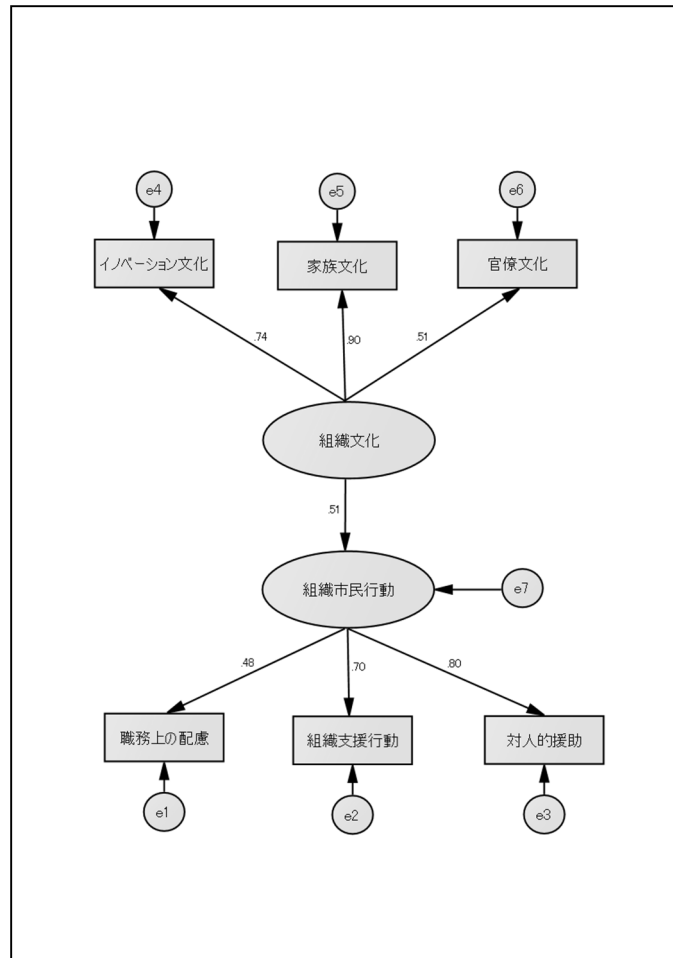 e4
e5
e6
イノベーション文化
家族文化
官僚文化
.74
.90
.51
組織文化
.51
組織市民行動
e7
.48
.70
.80
職務上の配慮
組織支援行動
対人的援助
e1
e2
e3